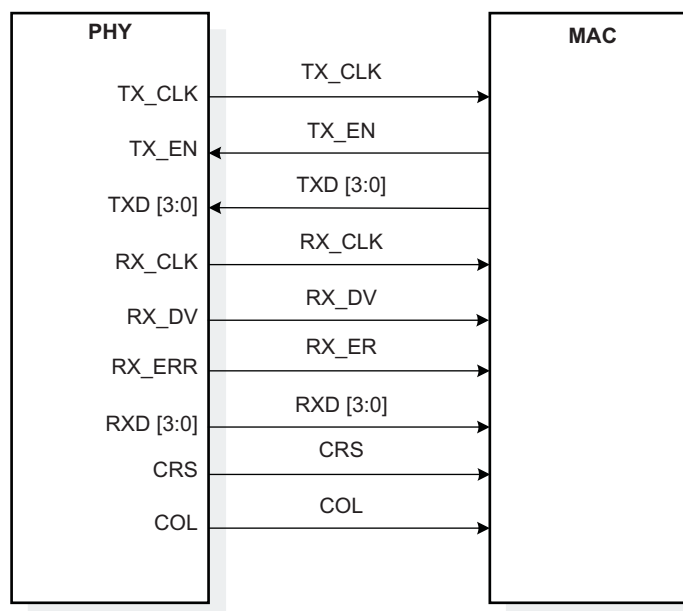 PHY
MAC
TX_CLK
TX_CLK
TX_EN
TX_EN
TXD [3:0]
TXD [3:0]
RX_CLK
RX_CLK
RX_DV
RX_DV
RX_ERR
RX_ER
RXD [3:0]
RXD [3:0]
CRS
CRS
COL
COL